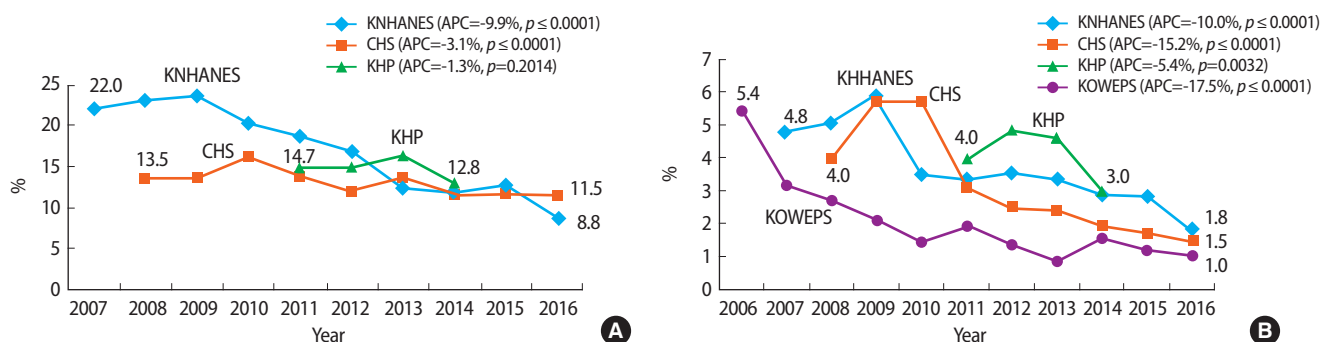 KNHANES (APC=-9.9%, p ≤ 0.0001)
CHS (APC=-3.1%, p ≤ 0.0001)
KHP (APC=-1.3%, p=0.2014)
25
20
15
10
5
0
%
22.0
KNHANES
13.5
CHS
14.7
KHP
12.8
11.5
8.8
2007 2008 2009 2010 2011 2012 2013 2014 2015 2016
Year
A
KNHANES (APC=-10.0%, p ≤ 0.0001)
CHS (APC=-15.2%, p ≤ 0.0001)
KHP (APC=-5.4%, p=0.0032)
KOWEPS (APC=-17.5%, p ≤ 0.0001)
7
6
5
4
3
2
1
0
%
5.4
4.8
KHHANES
CHS
4.0
KOWEPS
4.0
KHP
3.0
1.8
1.5
1.0
2006 2007 2008 2009 2010 2011 2012 2013 2014 2015 2016
Year
B